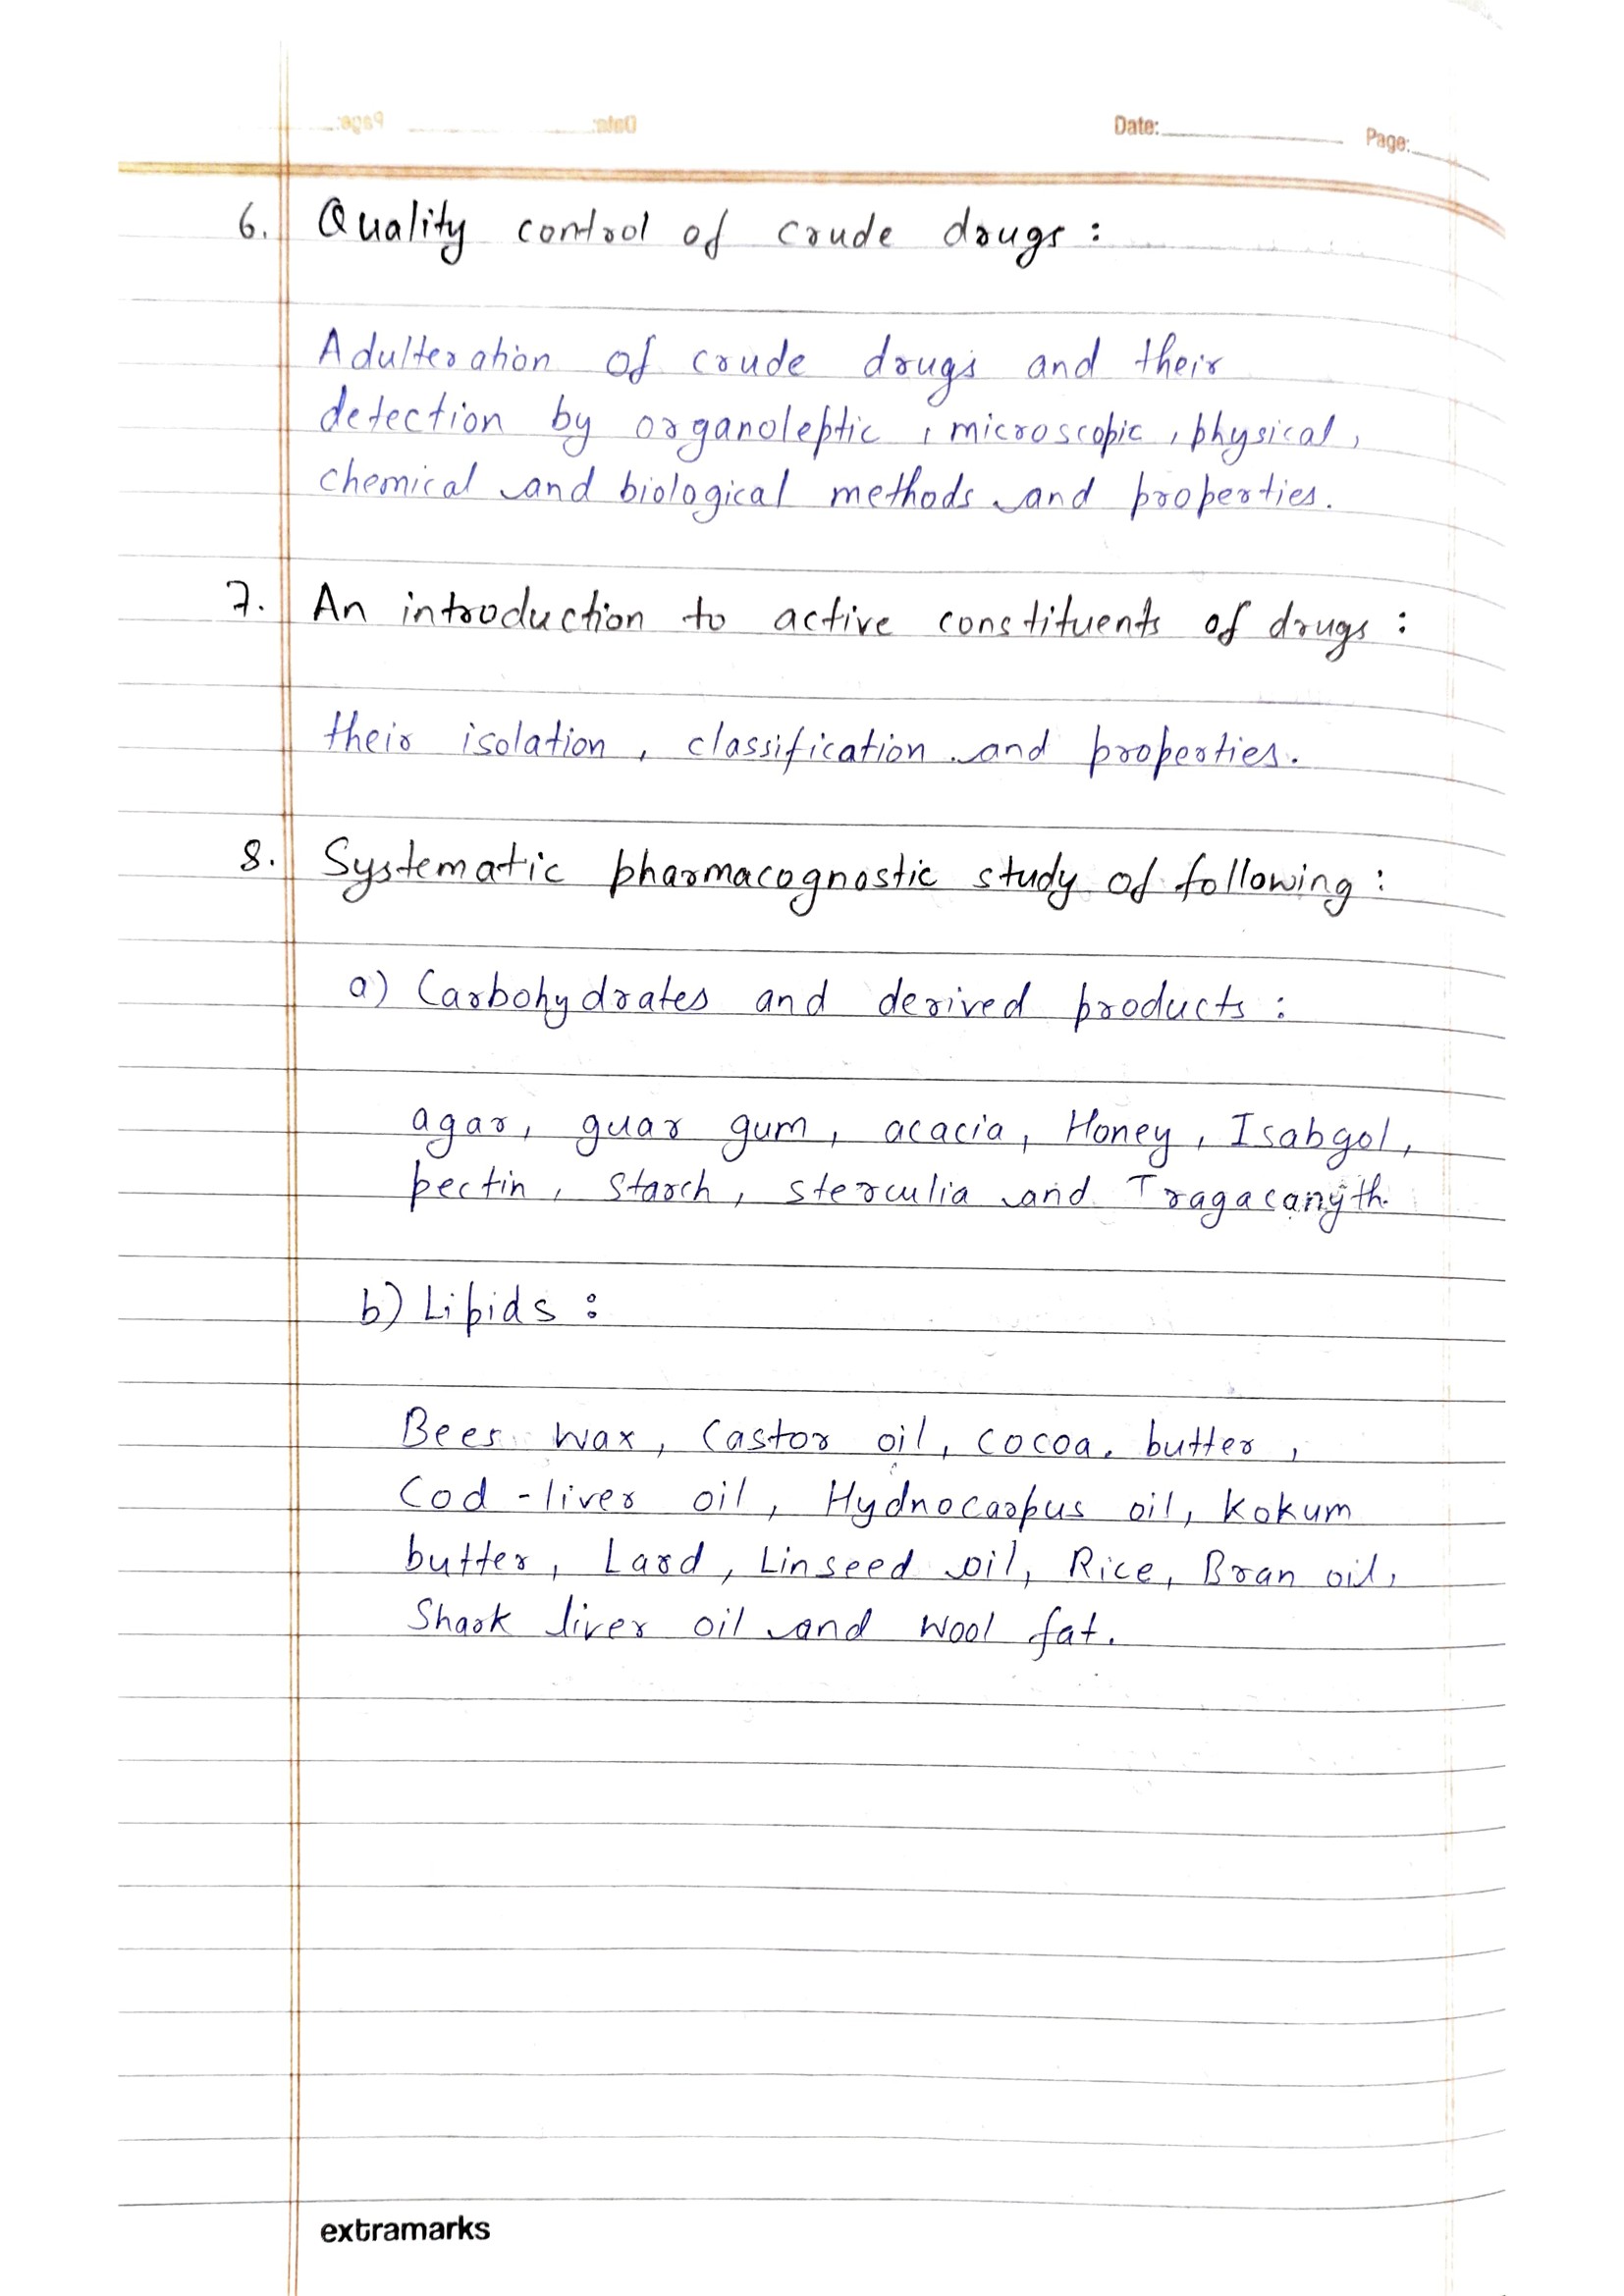 Date: Page:
6. Quality control of crude drugs :
Adulteration of crude drugs and their
detection by organoleptic, microscopic, physical,
chemical and biological methods and properties.
7. An introduction to active constituents of drugs :
their isolation, classification and properties.
8. Systematic pharmacognostic study of following :
a) Carbohydrates and derived products :
agar, guar gum, acacia, Honey, Isabgol,
pectin, starch, sterculia and
b) Lipids :
Bees wax, Castor oil, cocoa butter,
Cod-liver oil, Hydnocarpus oil, Kokum
butter, Lard, Linseed oil, Rice, Bran oil,
Shark liver oil and wool fat.
extramarks